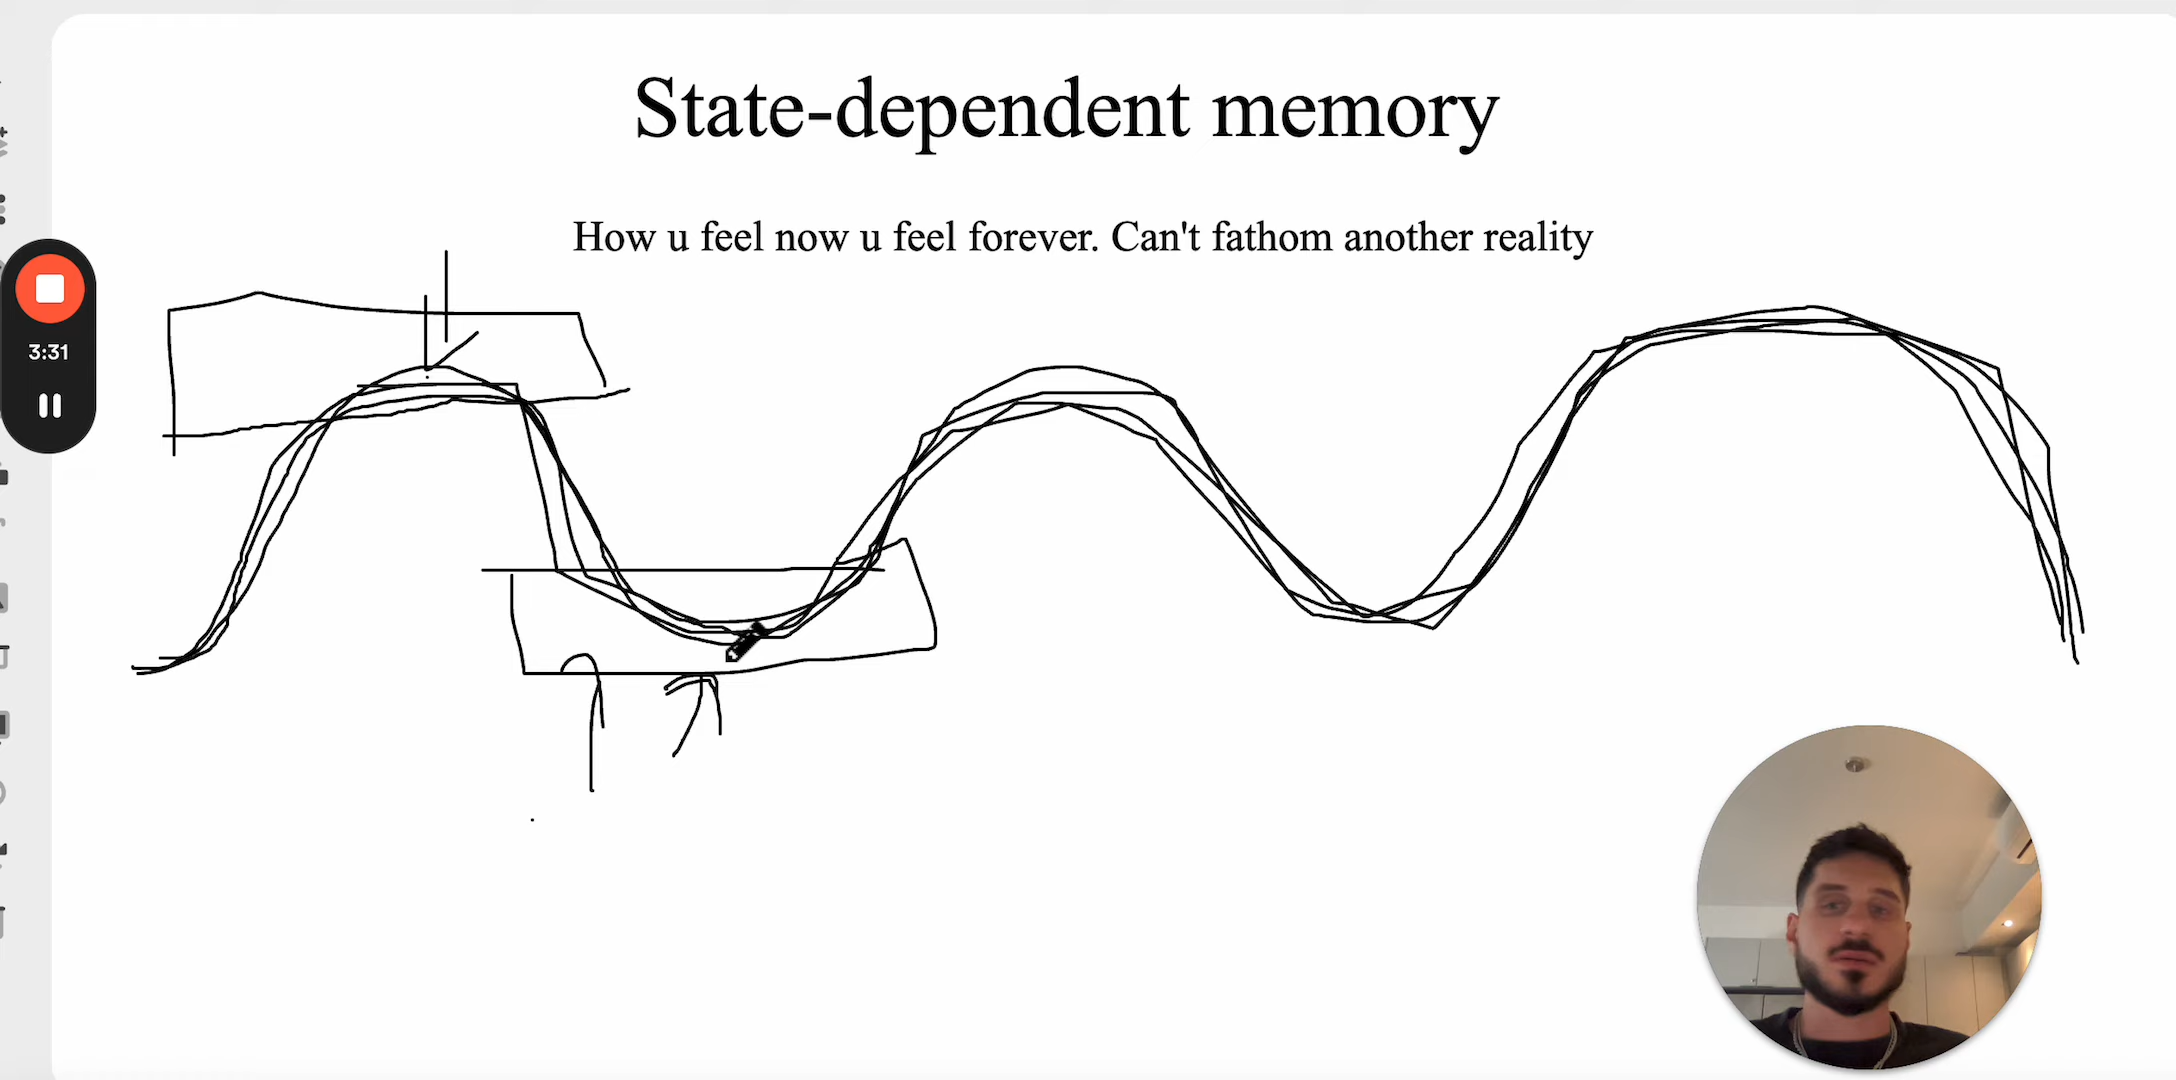 State-dependent memory
How u feel now u feel forever. Can't fathom another reality
3:31